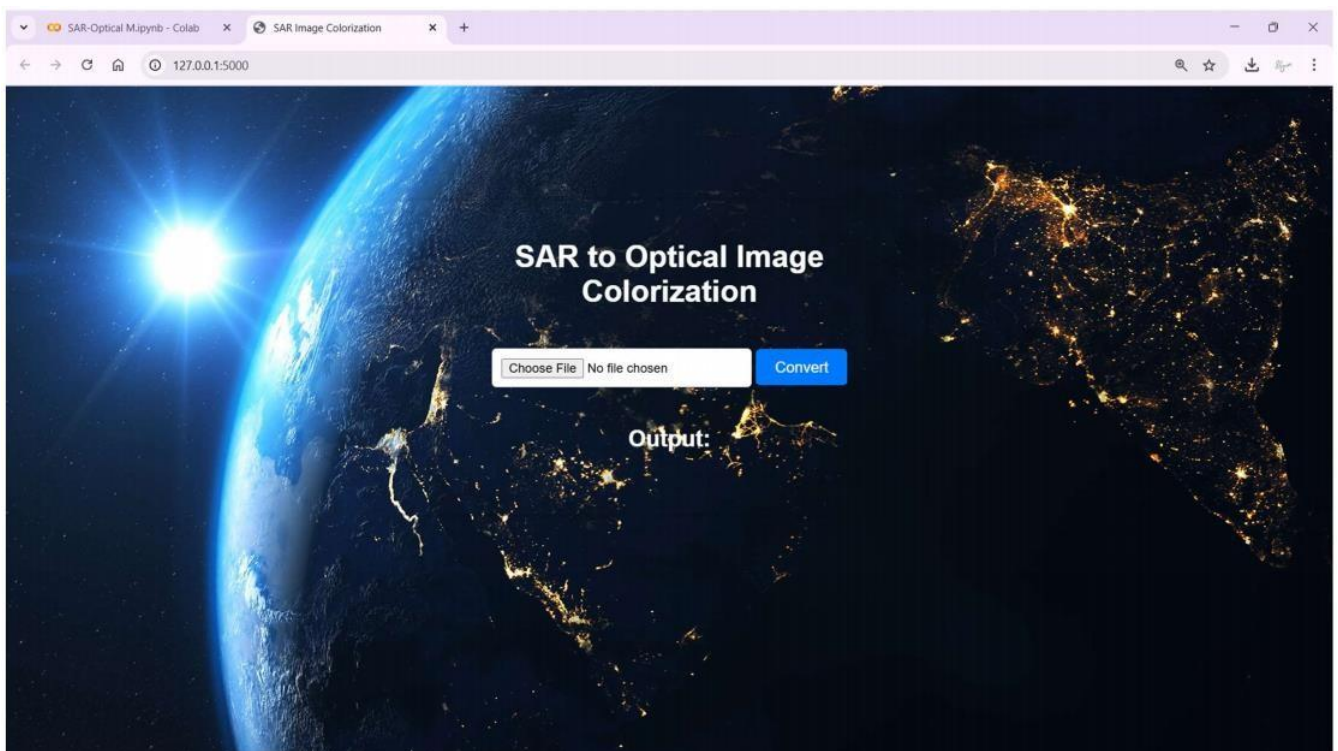 SAR-Optical M.ipynb - Colab
SAR Image Colorization
127.0.0.1:5000
SAR to Optical Image
Colorization
Choose File No file chosen
Convert
Output: